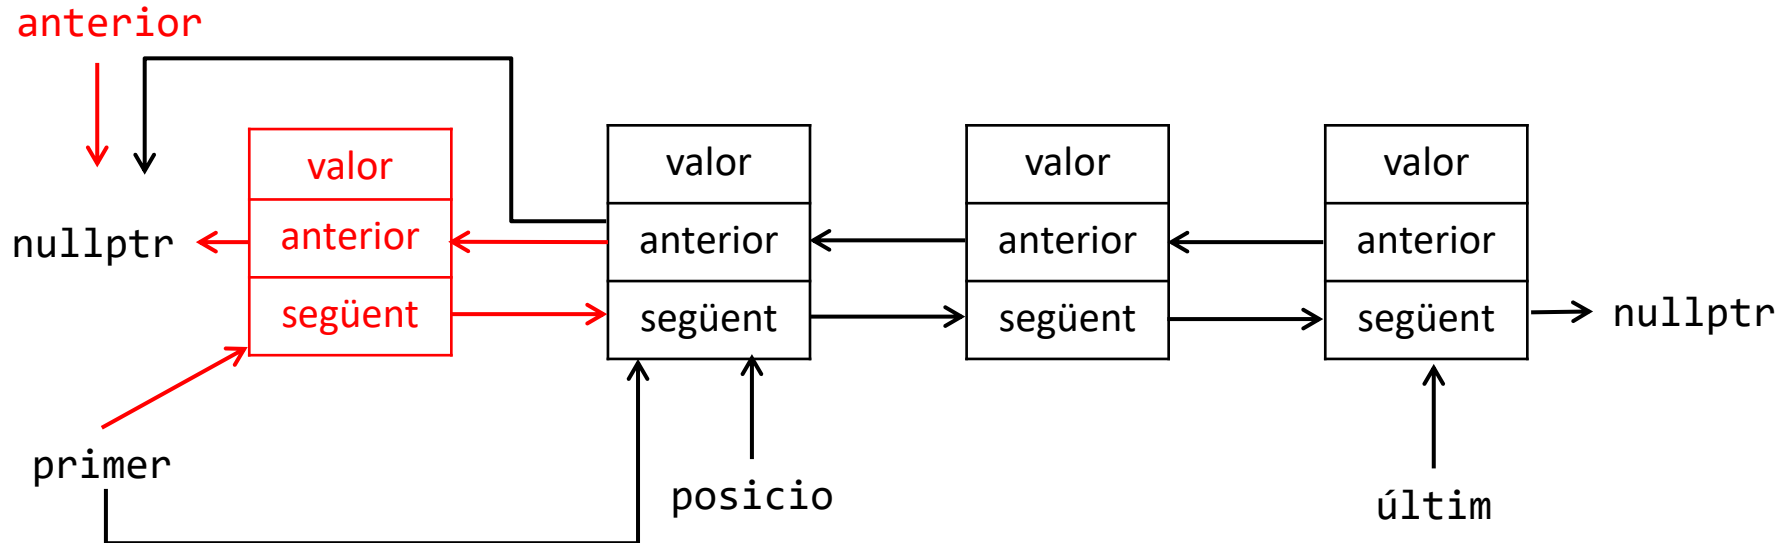 anterior
valor
valor
valor
valor
nullptr
anterior
anterior
anterior
anterior
següent
següent
següent
següent
nullptr
primer
posicio
últim